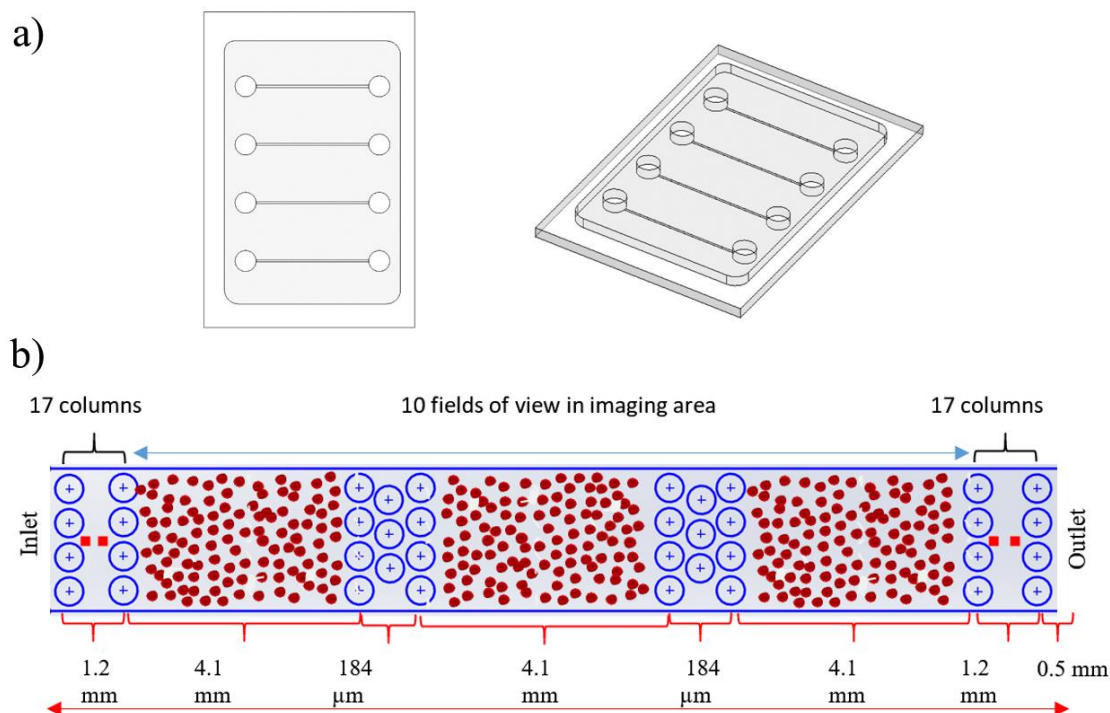 a)
b)
17 columns
10 fields of view in imaging area
17 columns
Inlet
Outlet
1.2
mm
4.1
mm
184
µm
4.1
mm
184
µm
4.1
mm
1.2
mm
0.5 mm